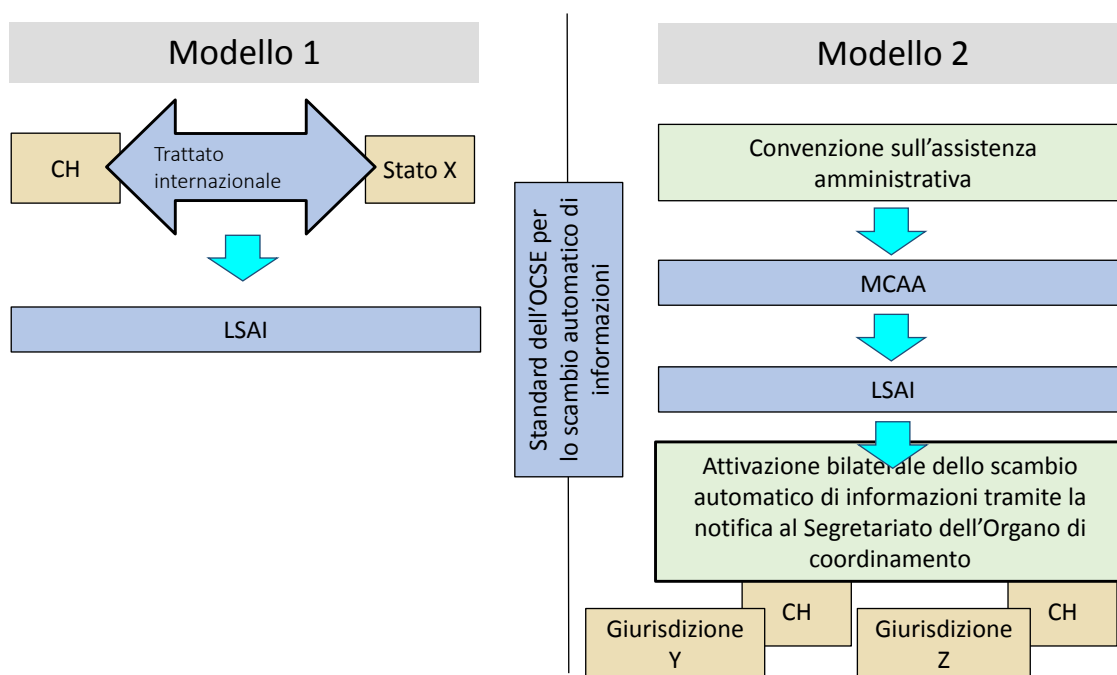 Modello 1
CH
Trattato
internazionale
Stato X
LSAI
Standard dell'OCSE per
lo scambio automatico di
informazioni
Modello 2
Convenzione sull'assistenza
amministrativa
MCAA
LSAI
Attivazione bilaterale dello scambio
automatico di informazioni tramite la
notifica al Segretariato dell'Organo di
coordinamento
CH
Giurisdizione
Y
CH
Giurisdizione
Z